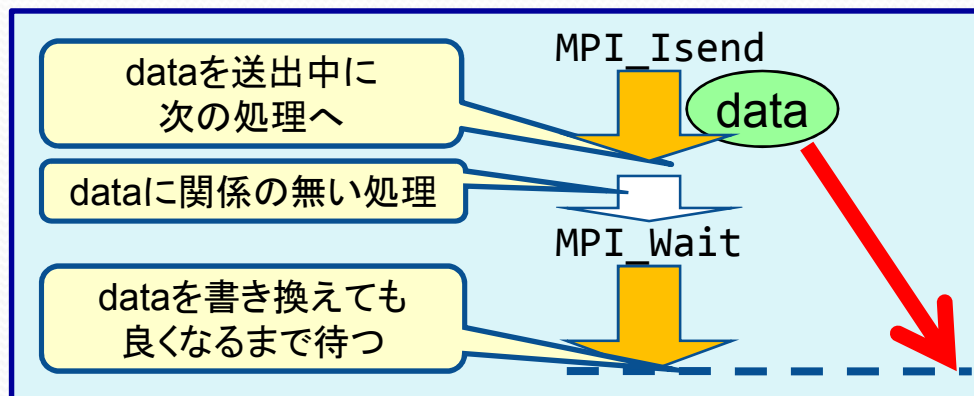 MPI_Isend
dataを送出中に
次の処理へ
data
dataに関係の無い処理
MPI_Wait
dataを書き換えても
良くなるまで待つ